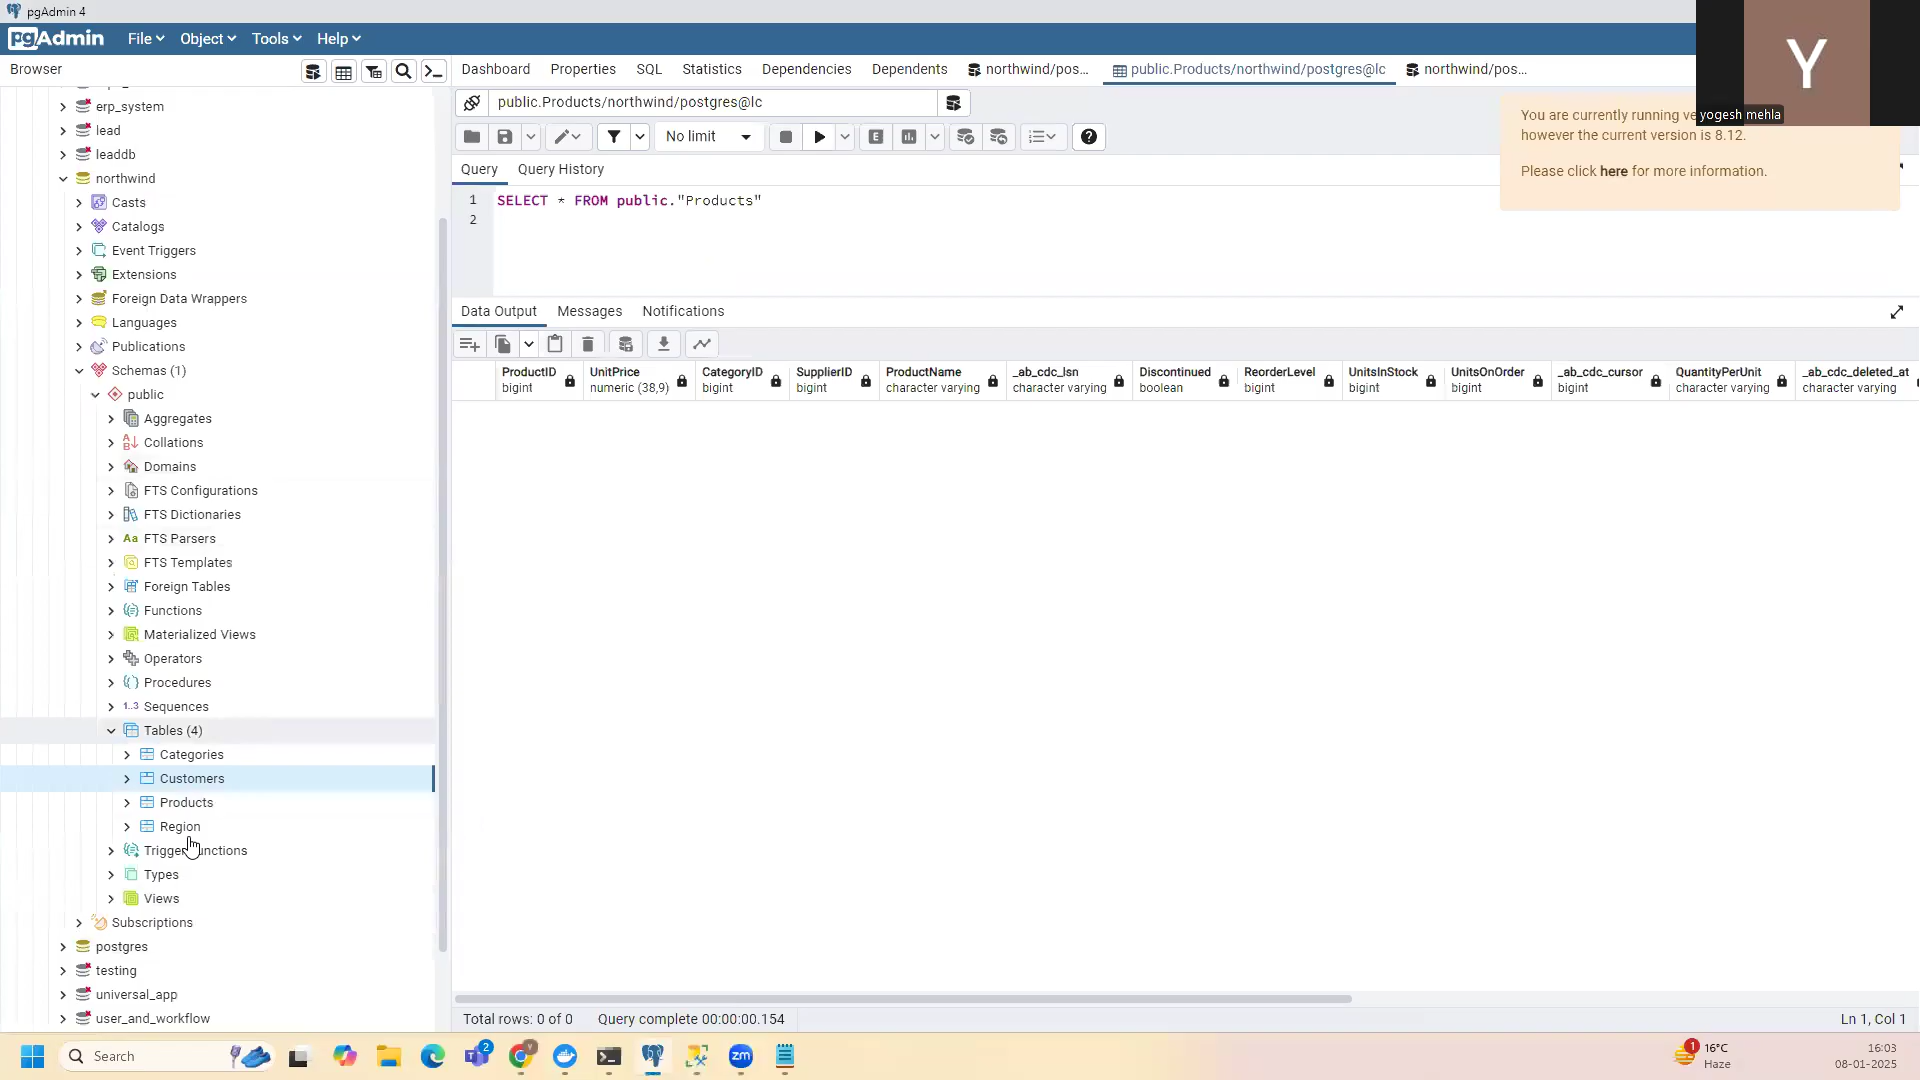 pgAdmin 4
pgAdmin File Object Tools Help
Browser
Dashboard Properties SQL Statistics Dependencies Dependents northwind/pos... public.Products/northwind/postgres@lc northwind/pos...
public.Products/northwind/postgres@lc
No limit
Query Query History
1 SELECT * FROM public."Products"
2
Data Output Messages Notifications
ProductID bigint
UnitPrice numeric (38,9)
CategoryID bigint
SupplierID bigint
ProductName character varying
_ab_cdc_lsn character varying
Discontinued boolean
ReorderLevel bigint
UnitsInStock bigint
UnitsOnOrder bigint
_ab_cdc_cursor bigint
QuantityPerUnit character varying
_ab_cdc_deleted_at character varying
erp_system
lead
leaddb
northwind
Casts
Catalogs
Event Triggers
Extensions
Foreign Data Wrappers
Languages
Publications
Schemas (1)
public
Aggregates
Collations
Domains
FTS Configurations
FTS Dictionaries
Aa FTS Parsers
FTS Templates
Foreign Tables
Functions
Materialized Views
Operators
Procedures
1..3 Sequences
Tables (4)
Categories
Customers
Products
Region
Types
Views
Subscriptions
postgres
testing
universal_app
user_and_workflow
Total rows: 0 of 0 Query complete 00:00:00.154
Ln 1, Col 1
Y
yogesh mehla
You are currently running
however the current version is 8.12.
Please click here for more information.
Search
2
zm
1
16°C
Haze
16:03
08-01-2025